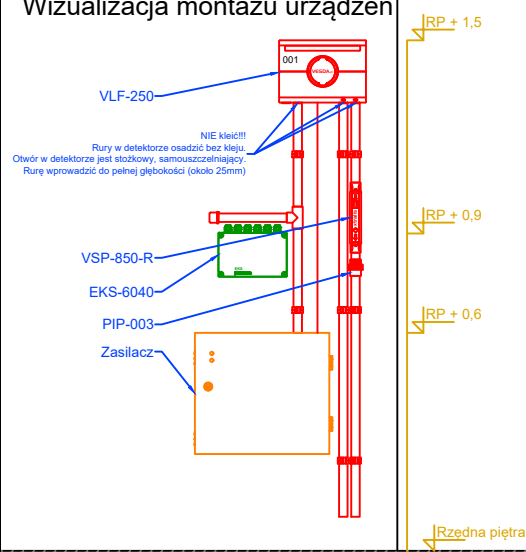 Wizualizacja montażu urządzeń
RP + 1,5
001
VESDA
VLF-250
NIE kleić!!!
Rury w detektorze osadzić bez kleju.
Otwór w detektorze jest stożkowy, samouszczelniający.
Rurę wprowadzić do pełnej głębokości (około 25mm)
RP + 0,9
VSP-850-R
EKS
EKS-6040
PIP-003
RP + 0,6
Zasilacz
Rzędna piętra